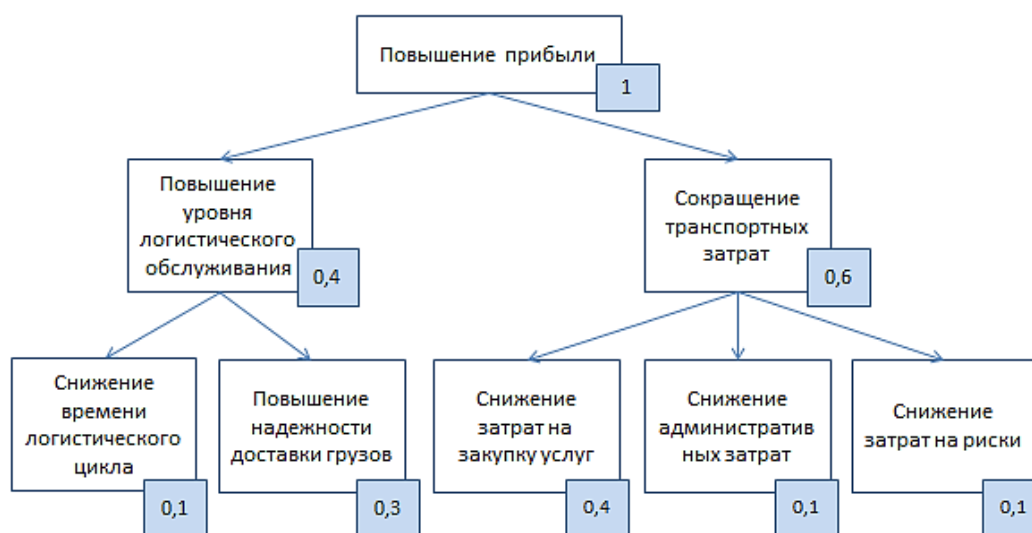 Повышение прибыли
1
Повышение
уровня
логистического
обслуживания
0,4
Сокращение
транспортных
затрат
0,6
Снижение
времени
логистического
цикла
0,1
Повышение
надежности
доставки грузов
0,3
Снижение
затрат на
закупку услуг
0,4
Снижение
административ
ных затрат
0,1
Снижение
затрат на риски
0,1